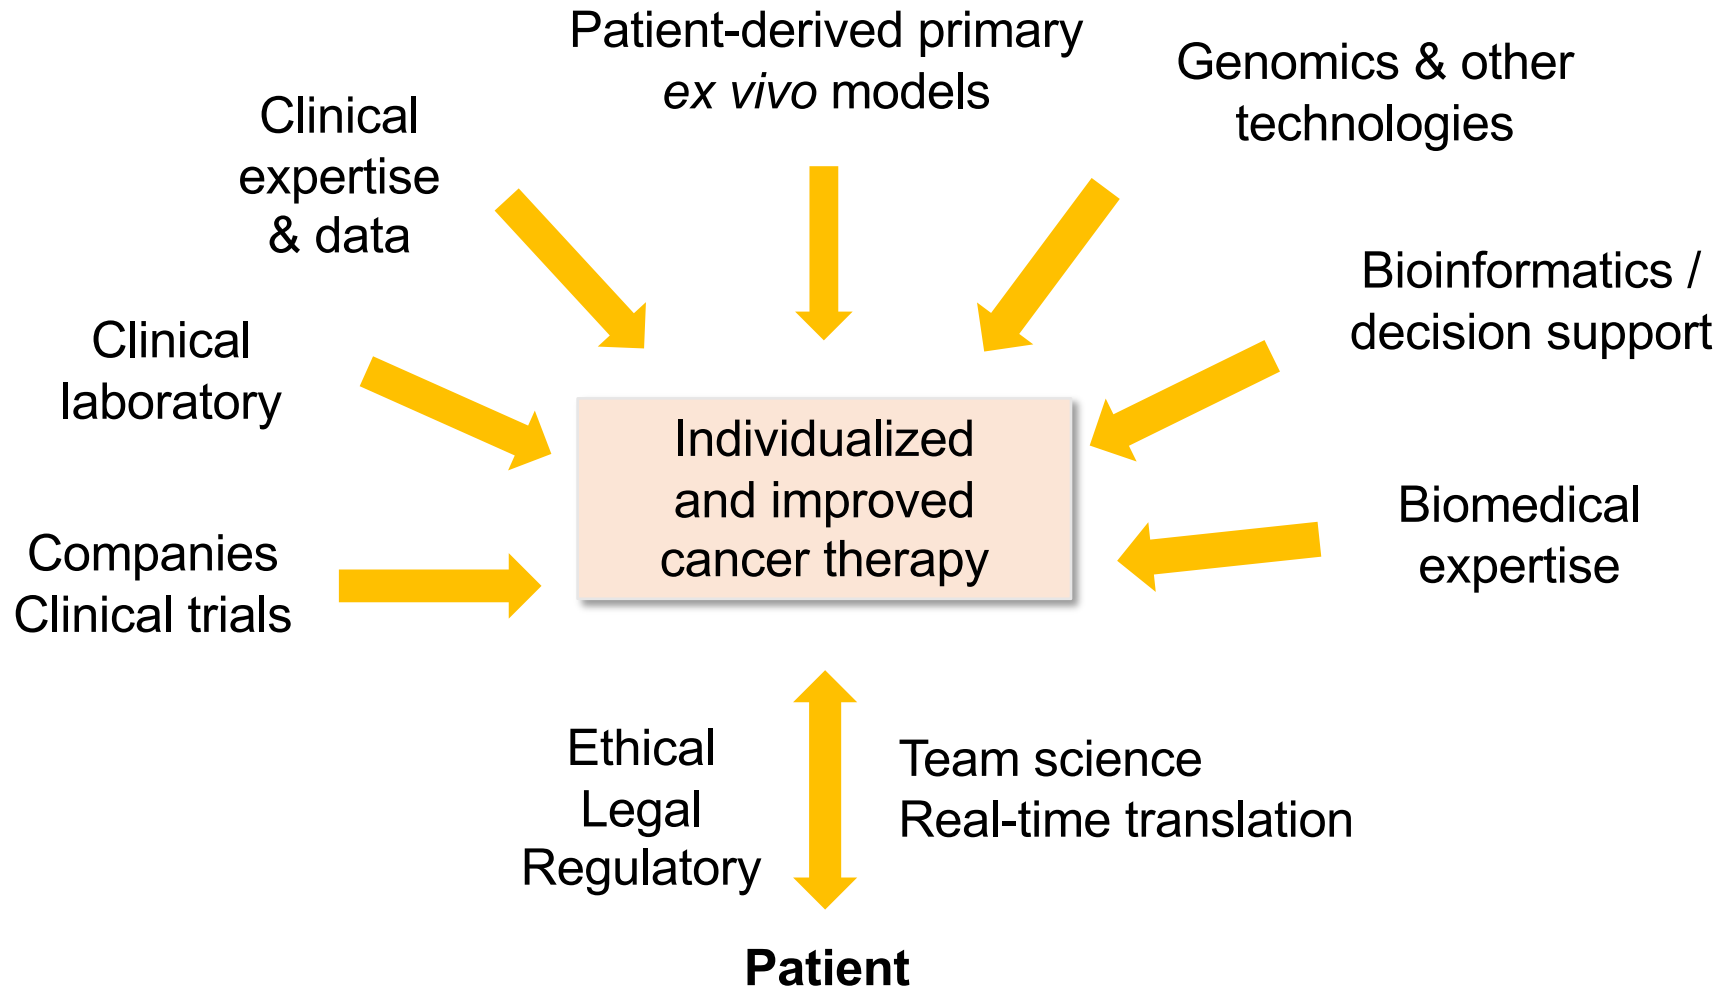 Patient-derived primary
ex vivo models
Genomics & other
technologies
Clinical
expertise
& data
Bioinformatics /
decision support
Clinical
laboratory
Individualized
and improved
cancer therapy
Biomedical
expertise
Companies
Clinical trials
Ethical
Legal
Regulatory
Team science
Real-time translation
Patient